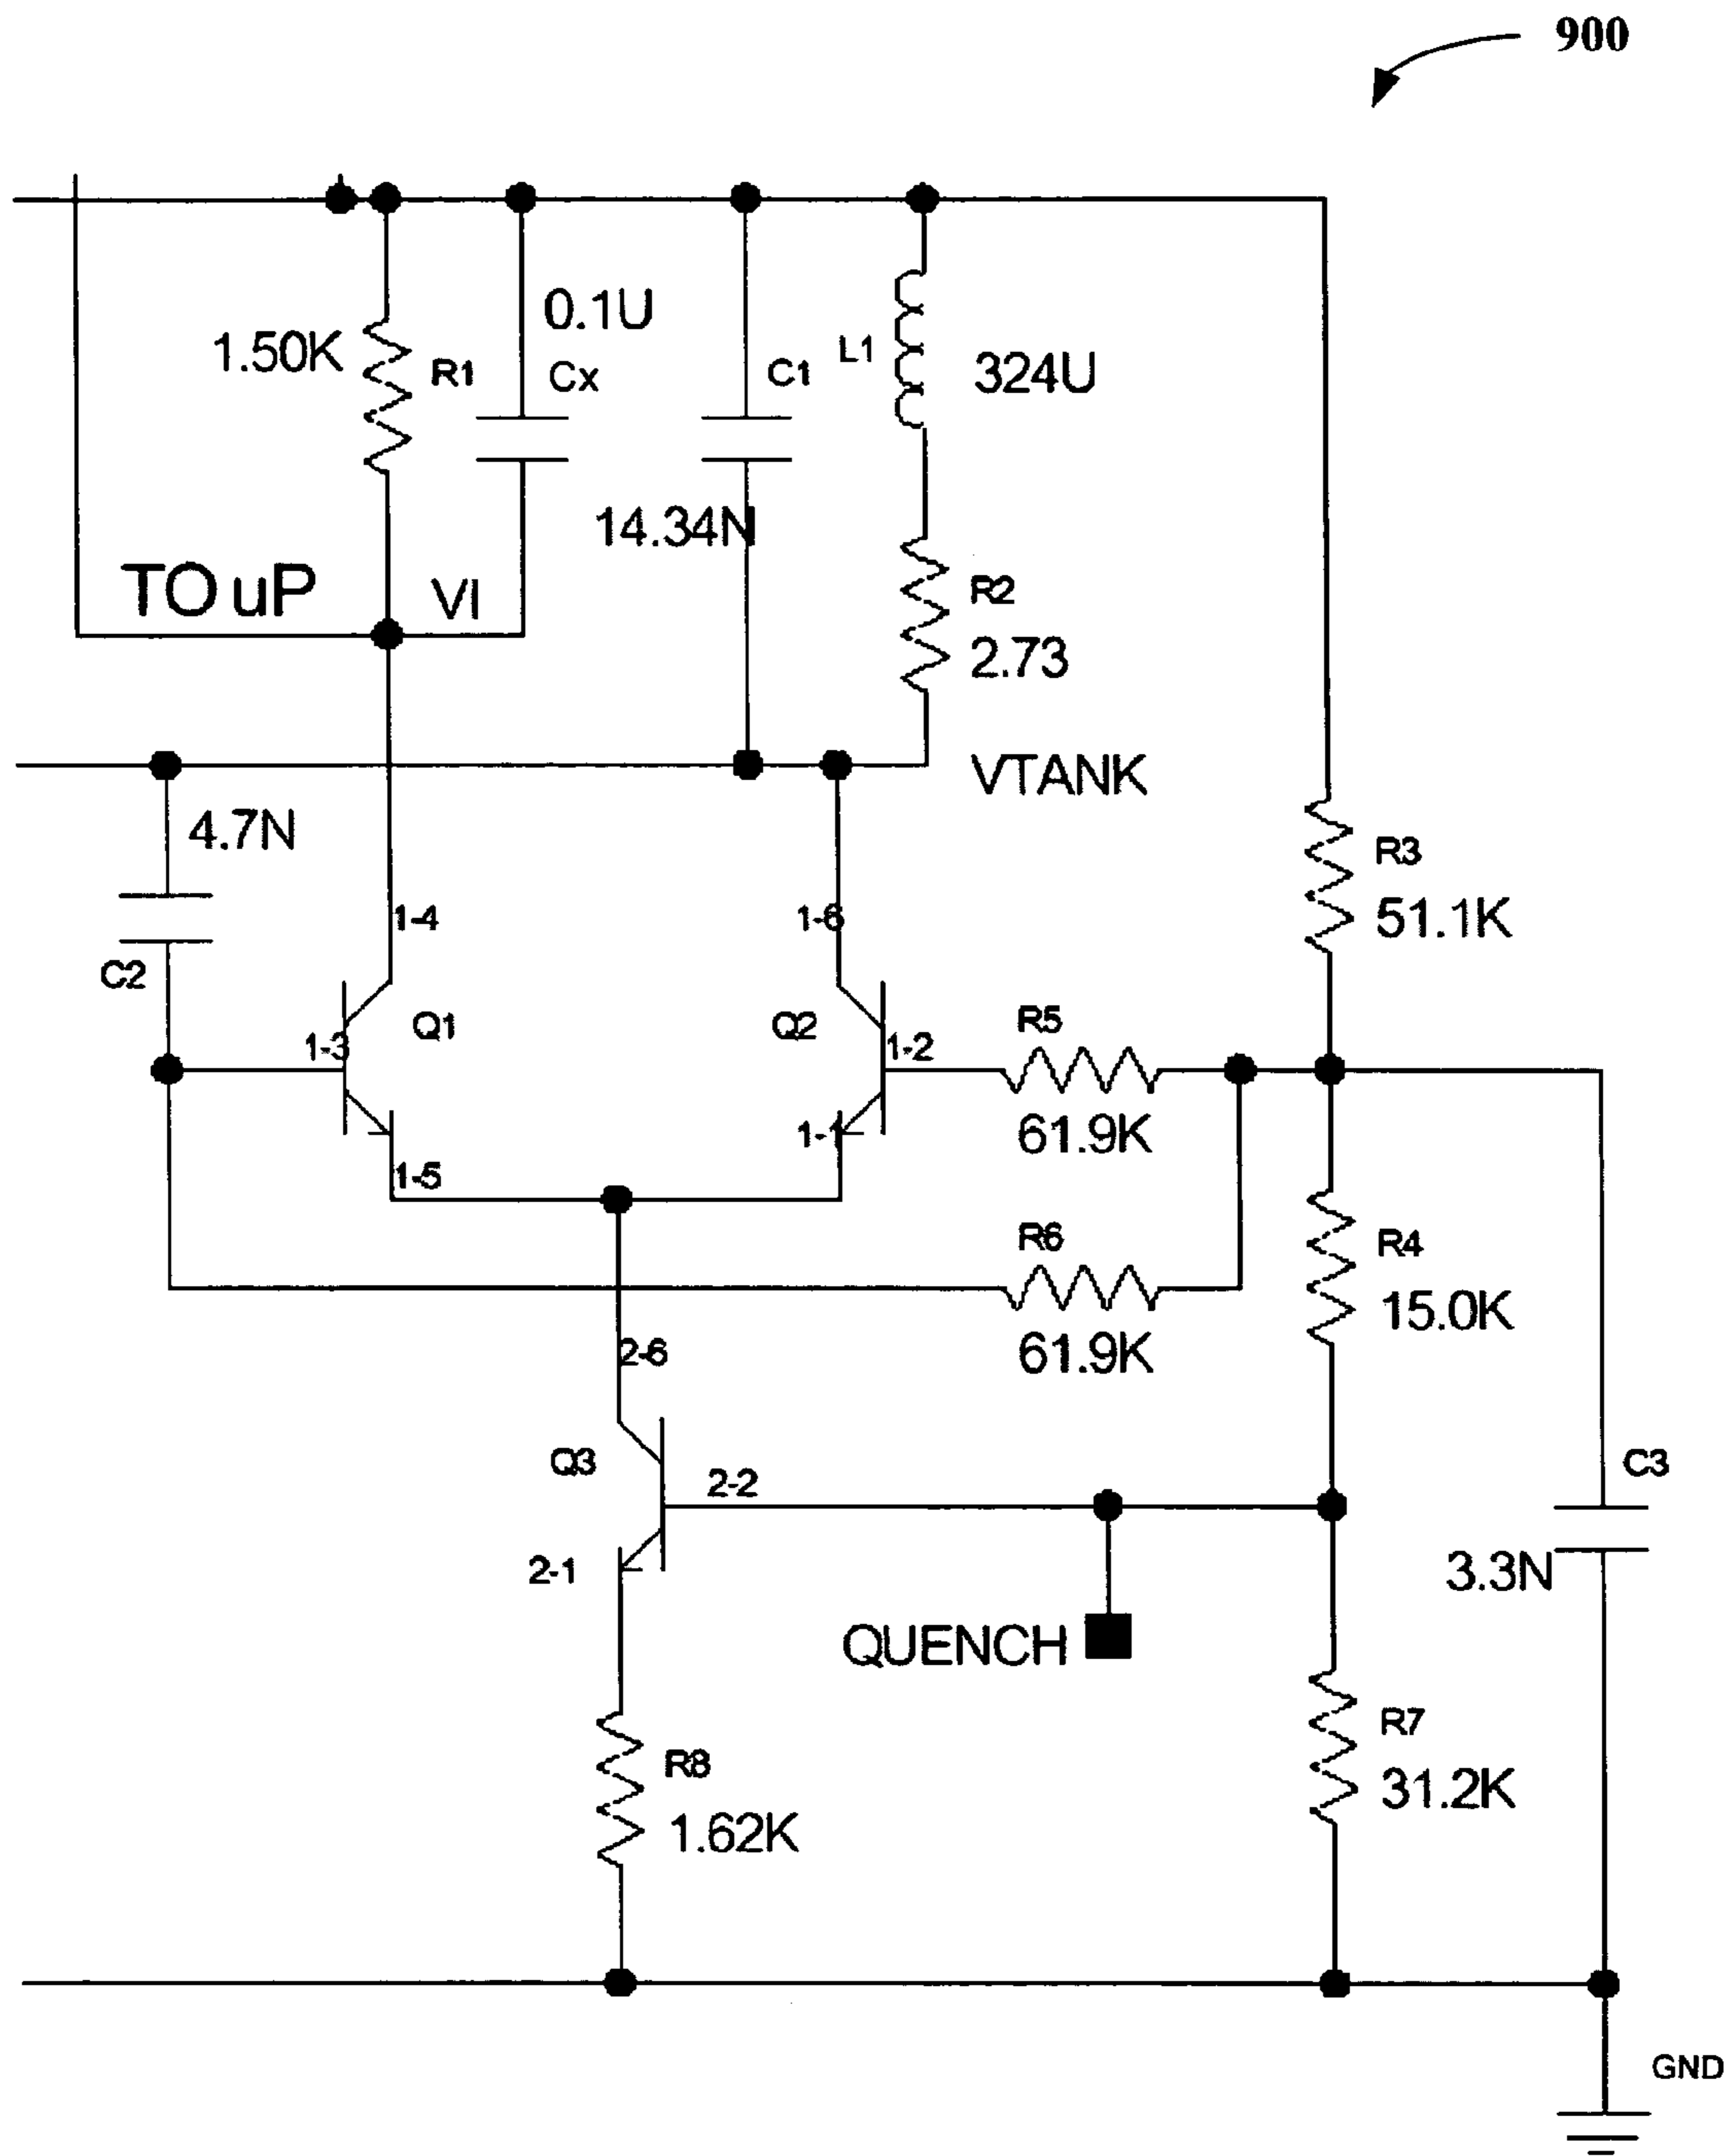 900
0.1U
1.50K
R1
Cx
C1
L1
324U
14.34N
TO uP
VI
R2
2.73
VTANK
4.7N
C2
R3
51.1K
1-4
1-6
1-3
Q1
Q2
1-2
R5
61.9K
1-5
1-1
R6
61.9K
R4
15.0K
2-6
Q3
2-2
2-1
C3
3.3N
QUENCH
R7
31.2K
R8
1.62K
GND